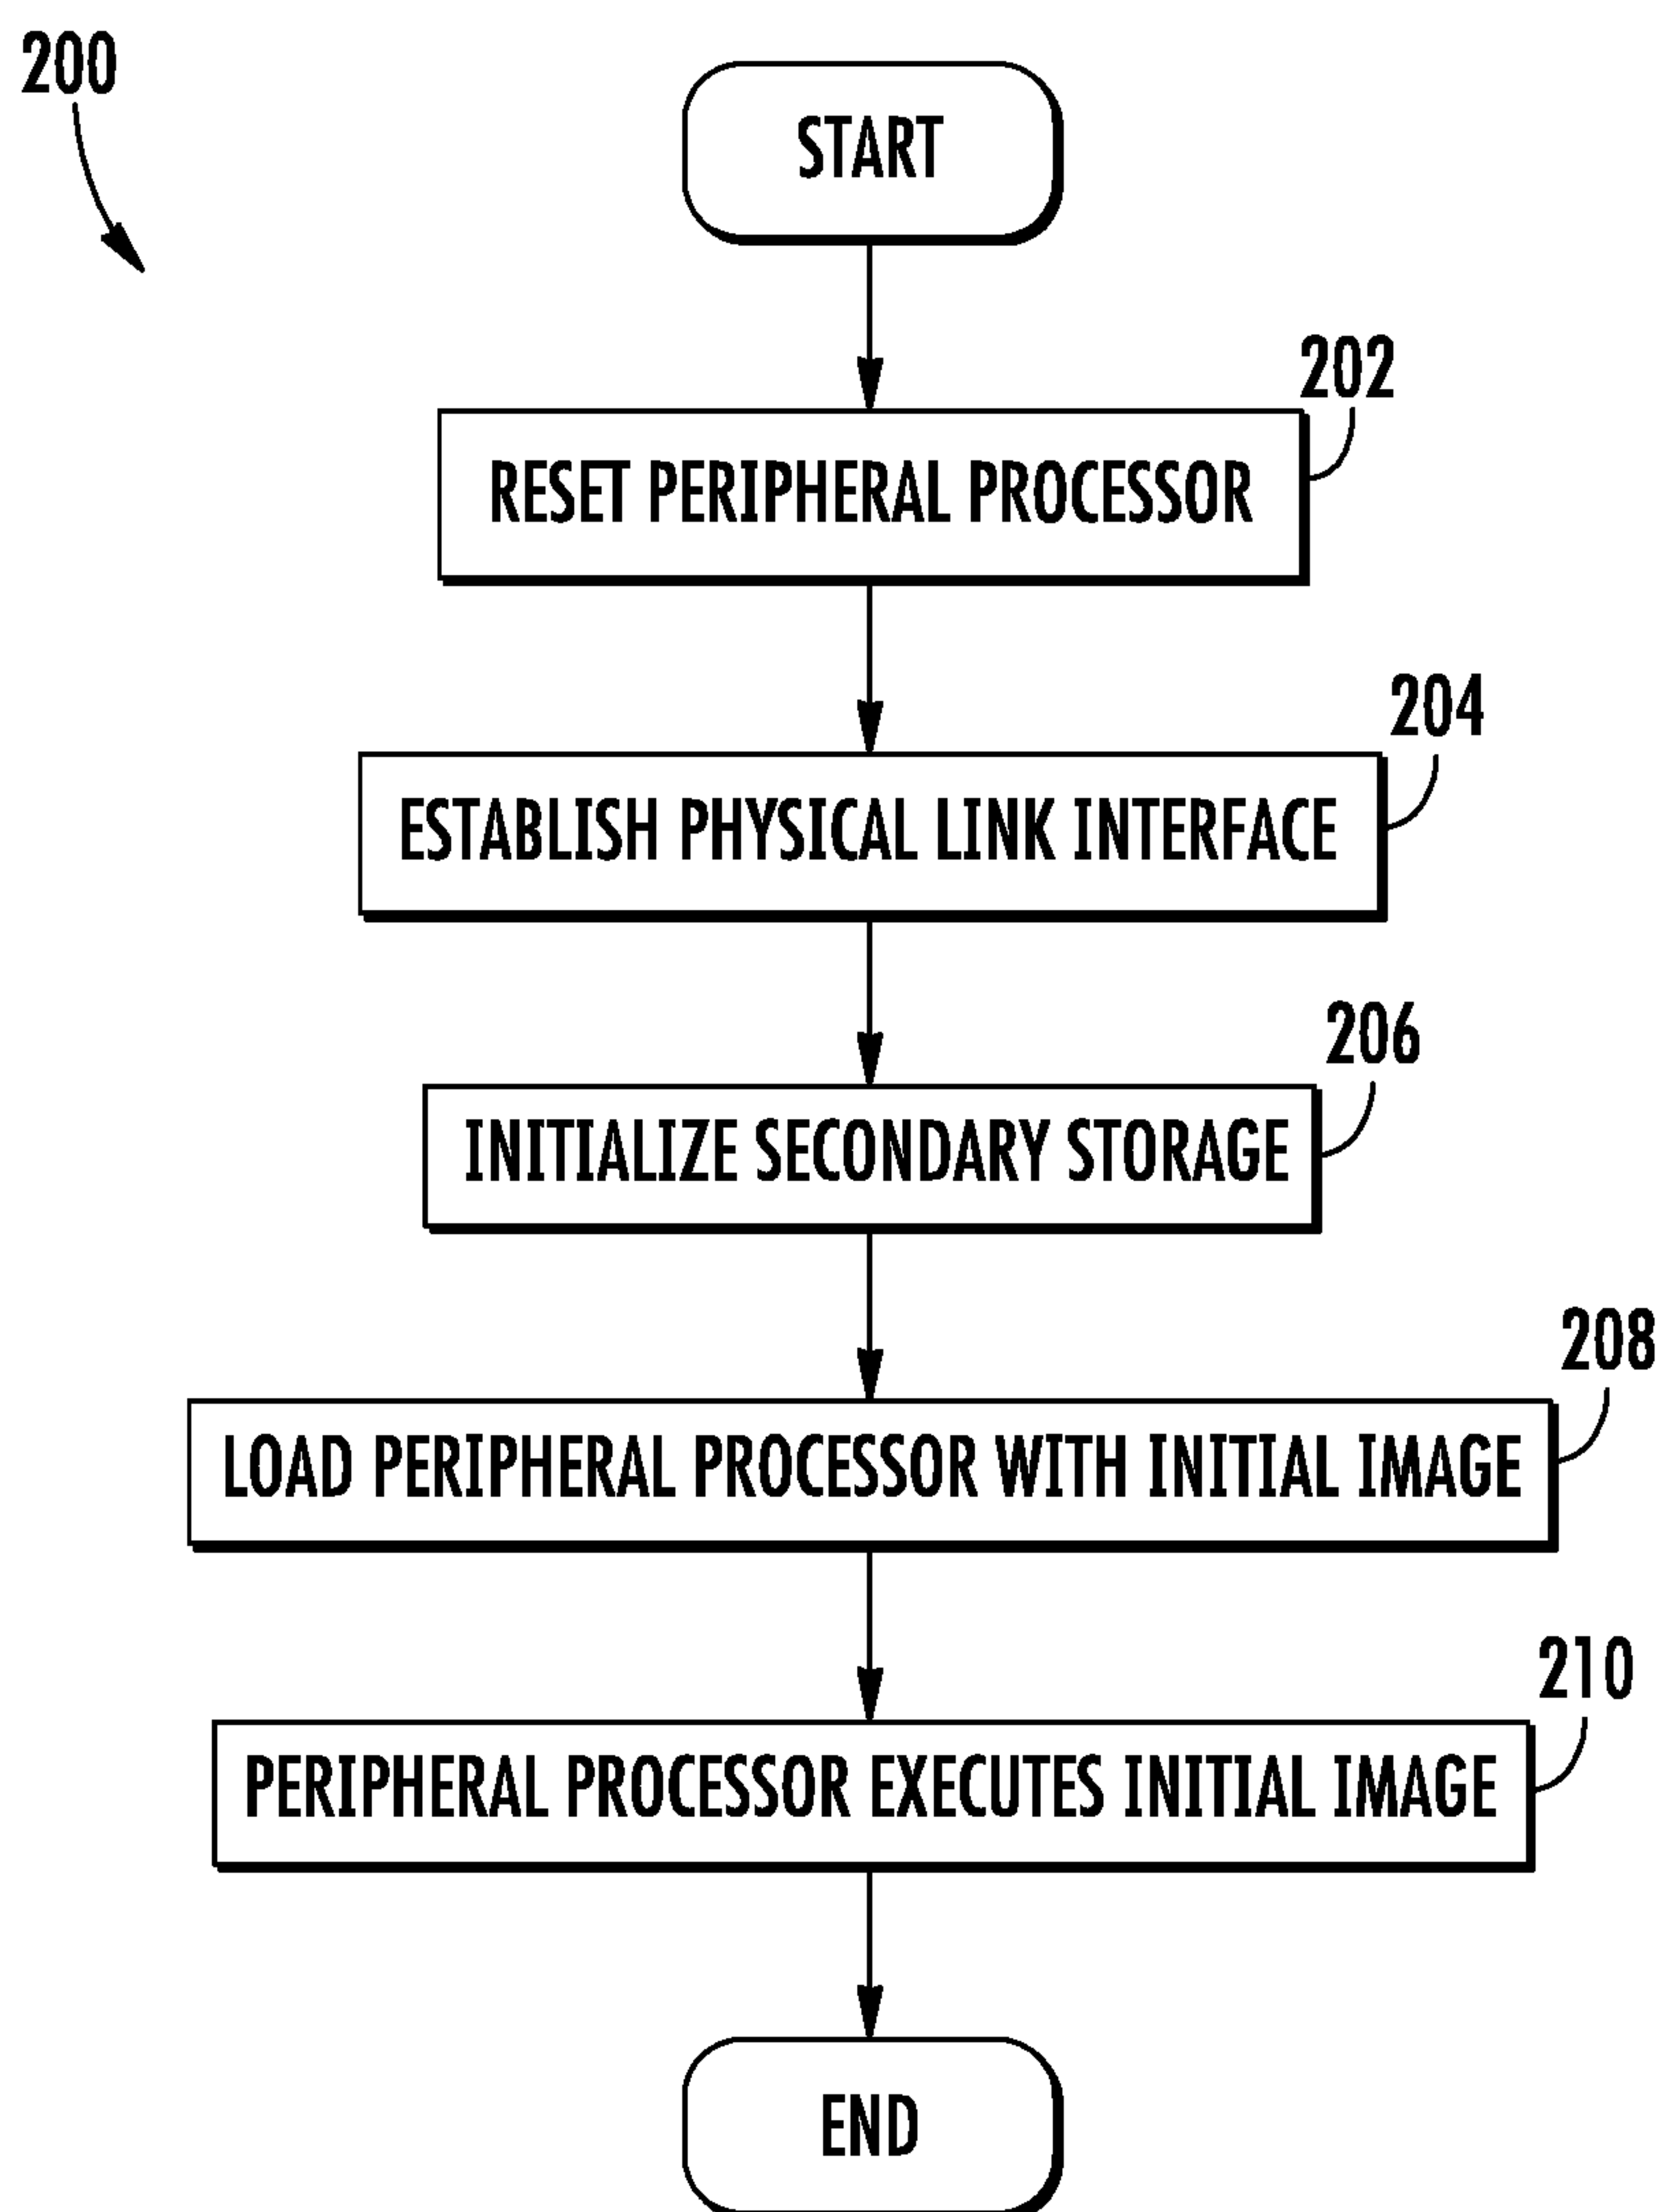 200
START
202
RESET PERIPHERAL PROCESSOR
204
ESTABLISH PHYSICAL LINK INTERFACE
206
INITIALIZE SECONDARY STORAGE
208
LOAD PERIPHERAL PROCESSOR WITH INITIAL IMAGE
210
PERIPHERAL PROCESSOR EXECUTES INITIAL IMAGE
END